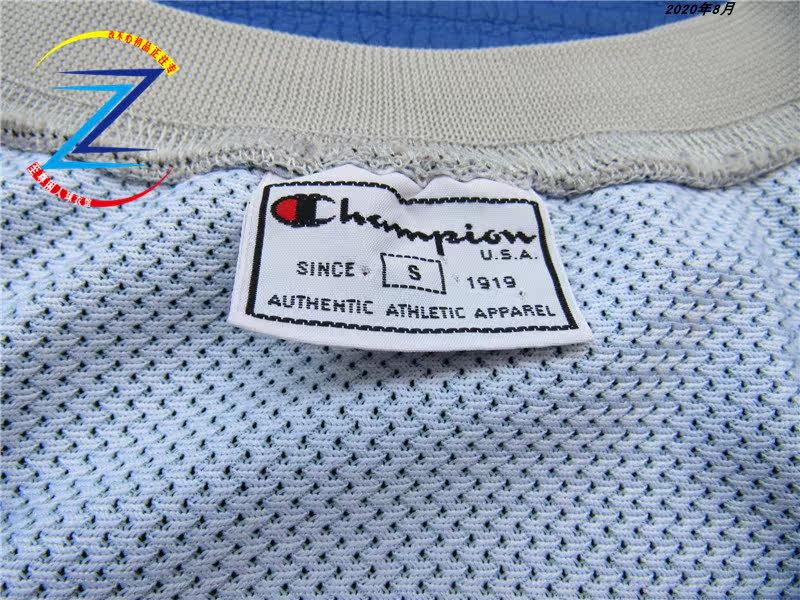 2020年8月
Champion
U.S.A.
SINCE S 1919
AUTHENTIC ATHLETIC APPAREL